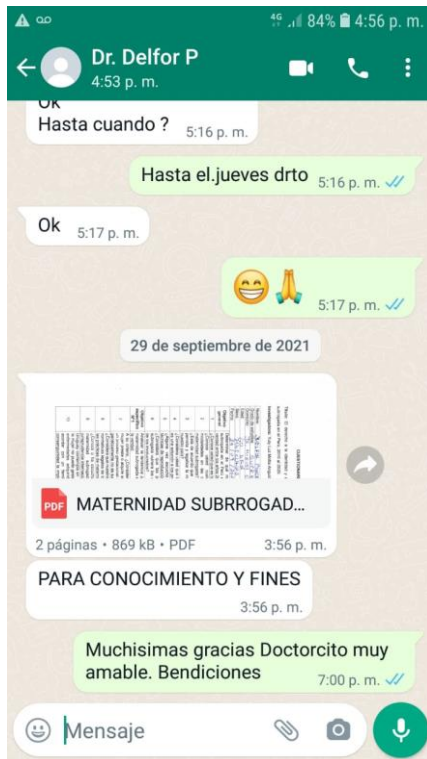 84% 4:56 p. m.
Dr. Delfor P
4:53 p. m.
Ok
Hasta cuando ? 5:16 p. m.
Hasta el.jueves drto 5:16 p. m.
Ok 5:17 p. m.
5:17 p. m.
29 de septiembre de 2021
CUESTIONARIO
PDF MATERNIDAD SUBRROGAD...
2 páginas • 869 kB • PDF 3:56 p. m.
PARA CONOCIMIENTO Y FINES
3:56 p. m.
Muchisimas gracias Doctorcito muy
amable. Bendiciones 7:00 p. m.
Mensaje